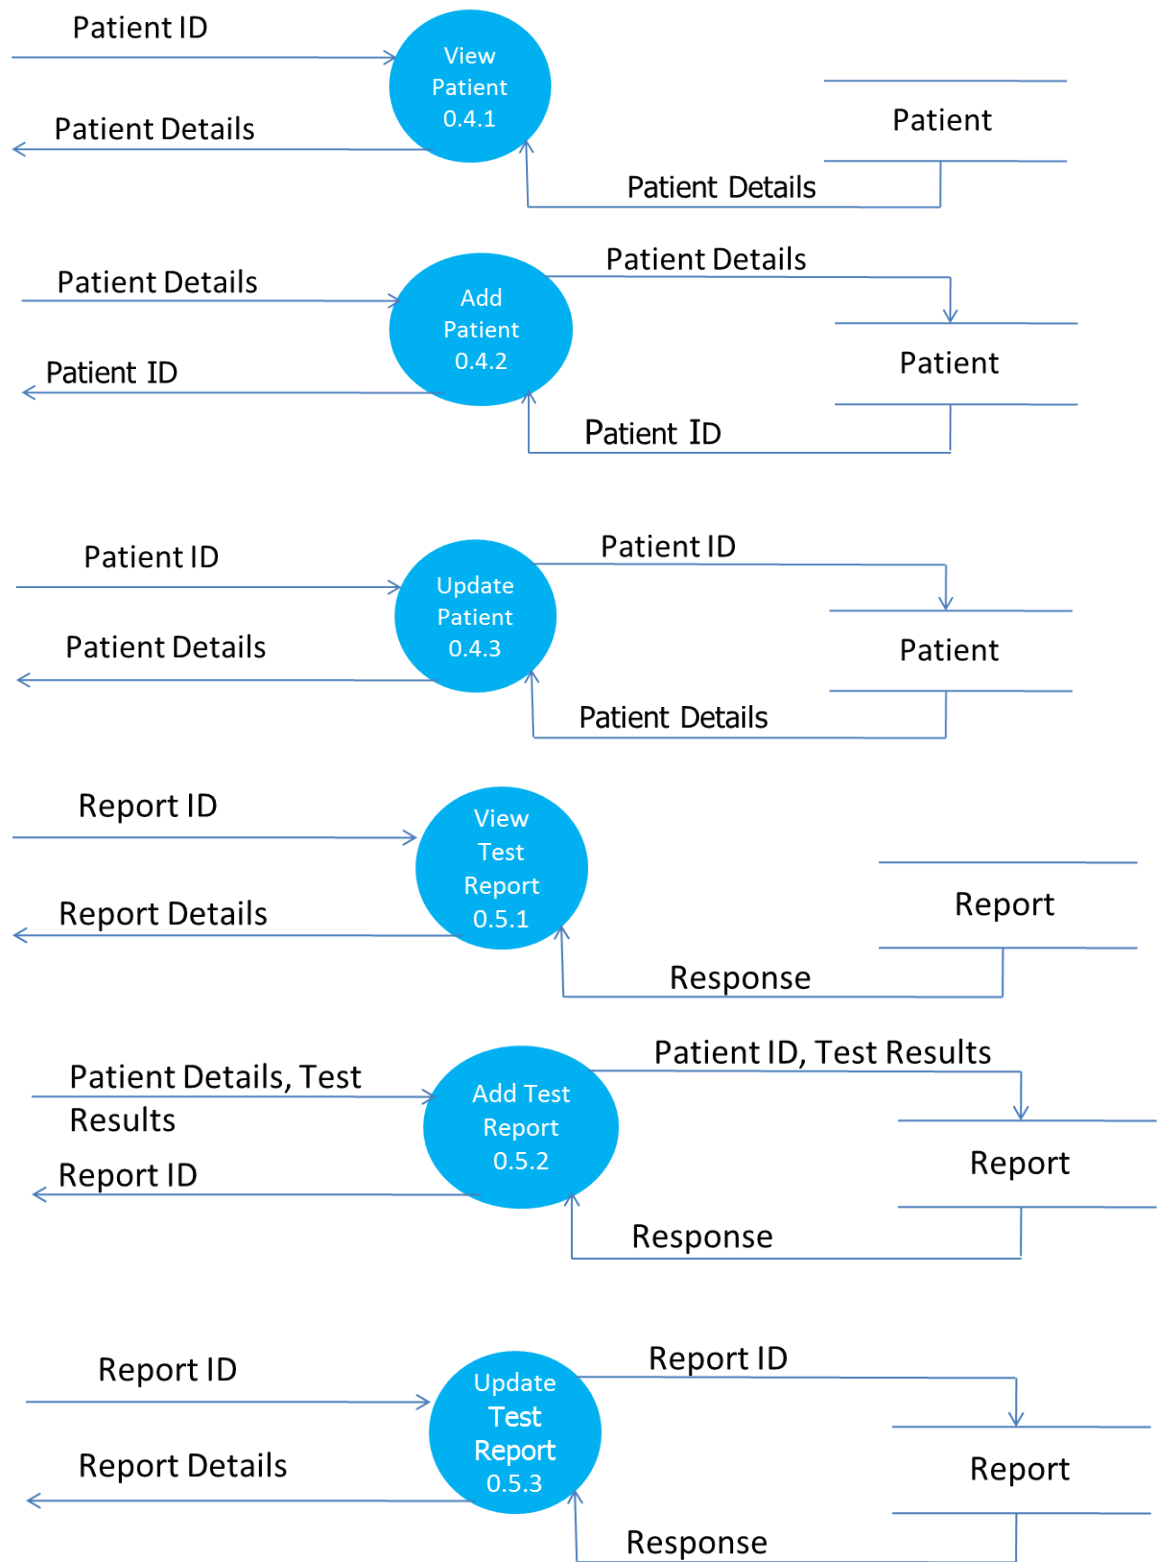 Patient ID
View
Patient
0.4.1
Patient Details
Patient
Patient Details
Patient Details
Add
Patient
0.4.2
Patient Details
Patient ID
Patient
Patient ID
Patient ID
Update
Patient
0.4.3
Patient ID
Patient Details
Patient
Patient Details
Report ID
View
Test
Report
0.5.1
Report Details
Report
Response
Patient Details, Test
Results
Add Test
Report
0.5.2
Patient ID, Test Results
Report ID
Report
Response
Report ID
Update
Test
Report
0.5.3
Report ID
Report Details
Report
Response